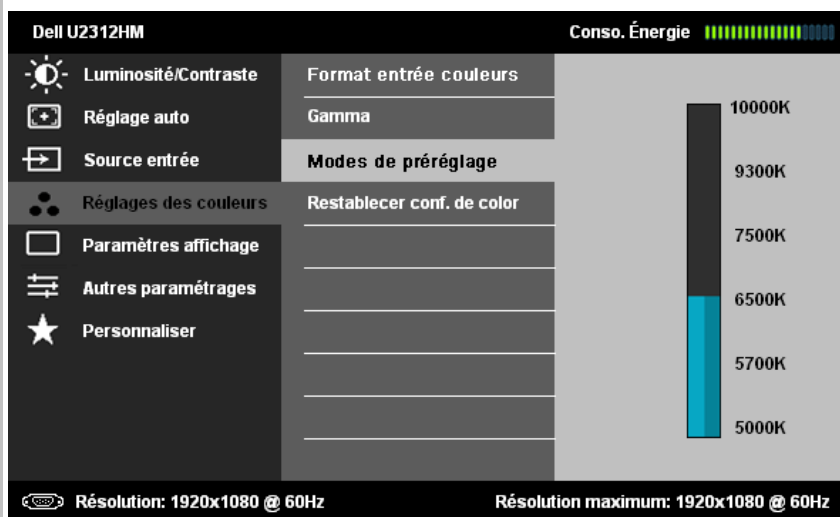 Dell U2312HM
Conso. Énergie
Luminosité/Contraste
Réglage auto
Source entrée
Réglages des couleurs
Paramètres affichage
Autres paramétrages
Personnaliser
Format entrée couleurs
Gamma
Modes de préréglage
Restablecer conf. de color
10000K
9300K
7500K
6500K
5700K
5000K
Résolution: 1920x1080 @ 60Hz
Résolution maximum: 1920x1080 @ 60Hz